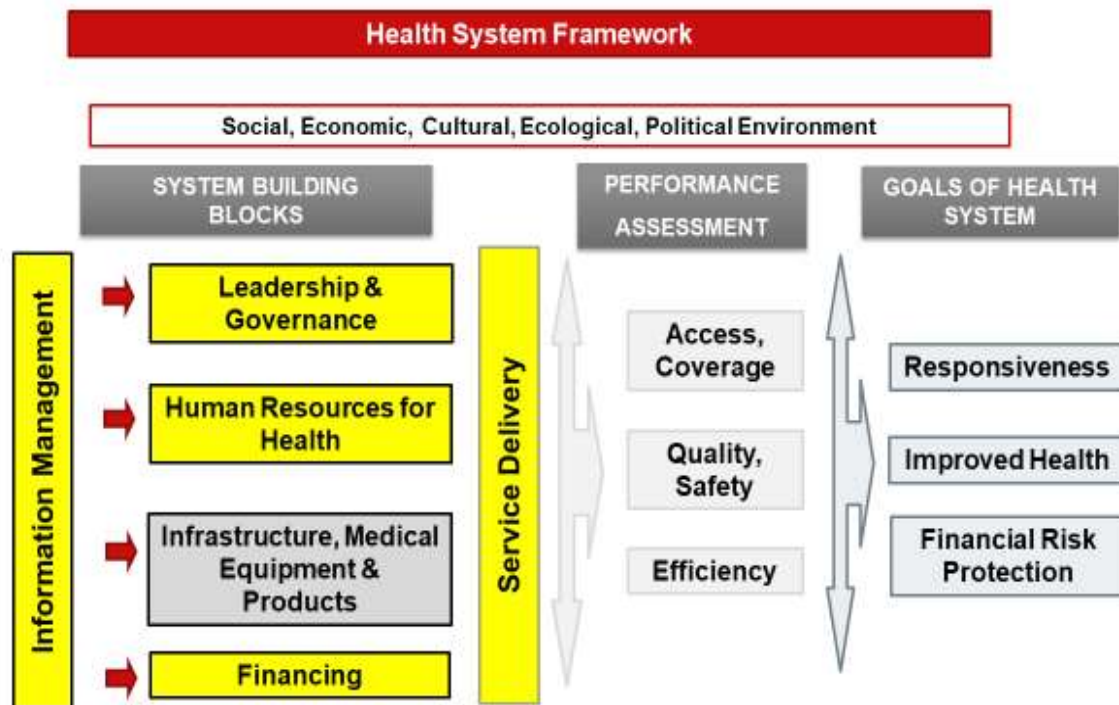 Health System Framework
Social, Economic, Cultural, Ecological, Political Environment
SYSTEM BUILDING
BLOCKS
PERFORMANCE
ASSESSMENT
GOALS OF HEALTH
SYSTEM
Information Management
Leadership &
Governance
Human Resources for
Health
Infrastructure, Medical
Equipment &
Products
Financing
Service Delivery
Access,
Coverage
Quality,
Safety
Efficiency
Responsiveness
Improved Health
Financial Risk
Protection